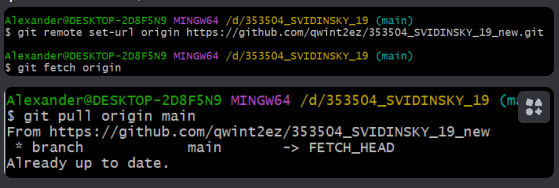 Alexander@DESKTOP-2D8F5N9 MINGW64 /d/353504_SVIDINSKY_19 (main)
$ git remote set-url origin https://github.com/qwint2ez/353504_SVIDINSKY_19_new.git
Alexander@DESKTOP-2D8F5N9 MINGW64 /d/353504_SVIDINSKY_19 (main)
$ git fetch origin
Alexander@DESKTOP-2D8F5N9 MINGW64 /d/353504_SVIDINSKY_19
$ git pull origin main
From https://github.com/qwint2ez/353504_SVIDINSKY_19_new
* branch main -> FETCH_HEAD
Already up to date.